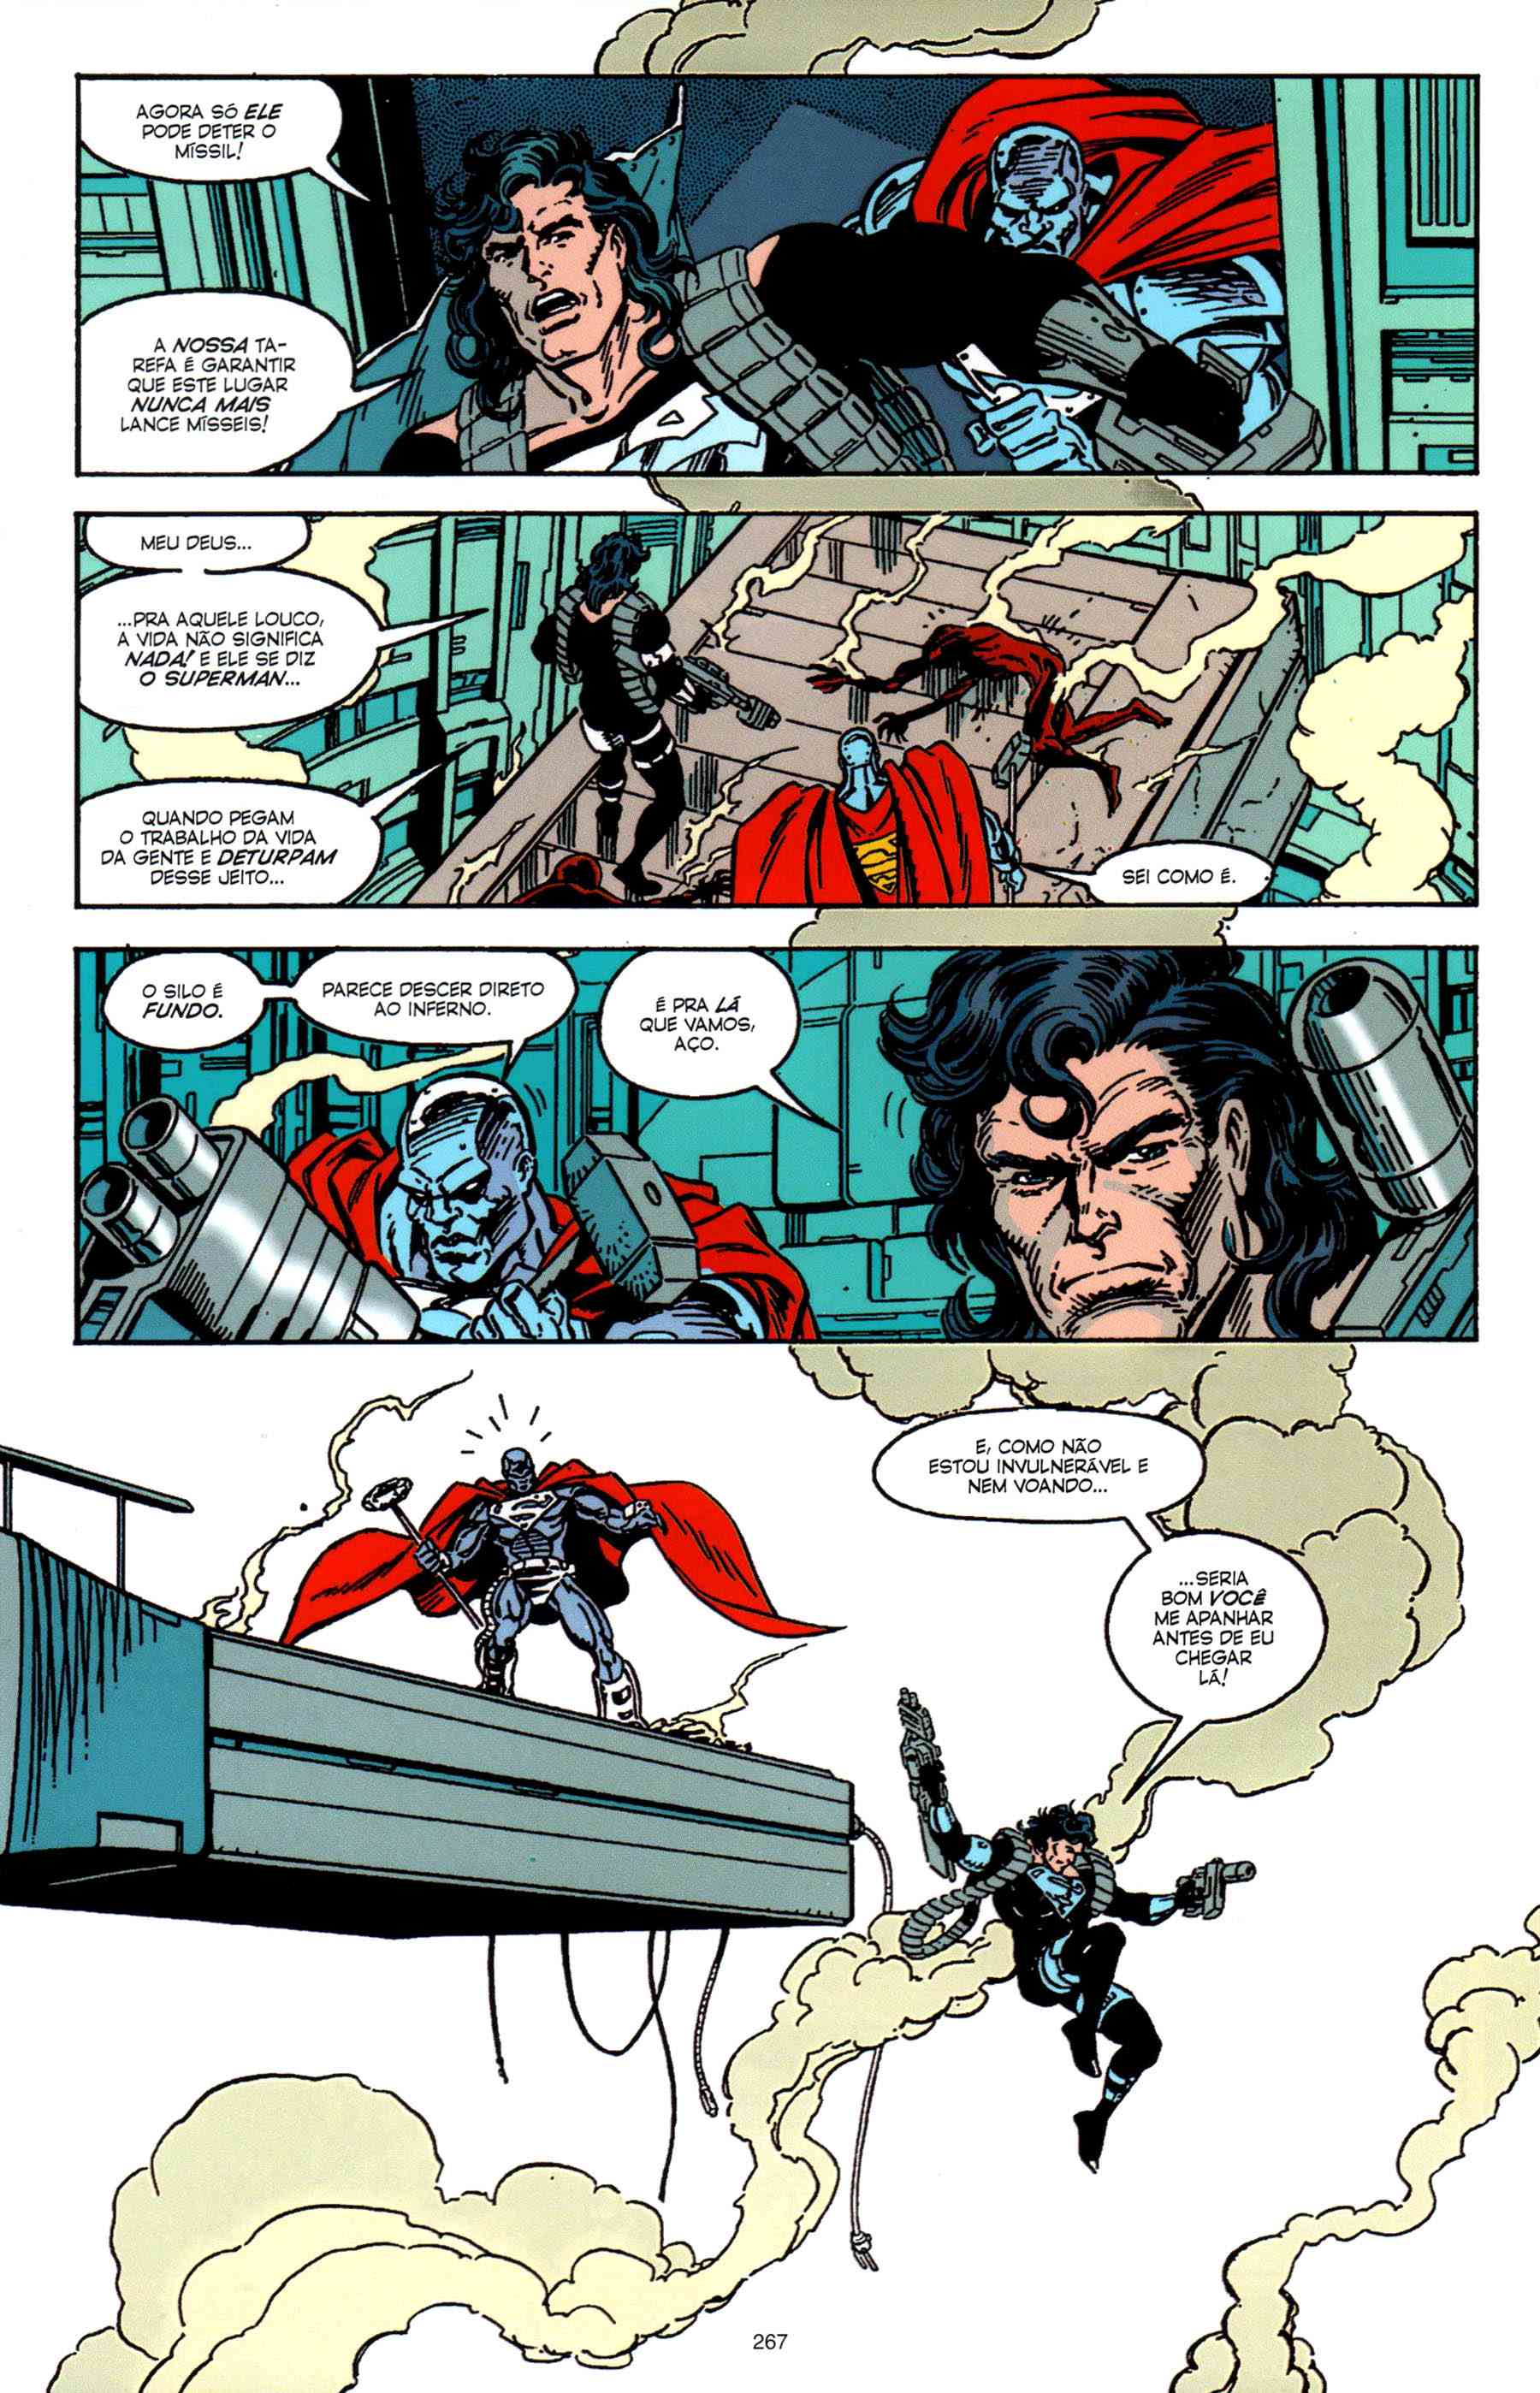 AGORA SÓ ELE
PODE DETER O
MÍSSIL!
A NOSSA TA-
REFA É GARANTIR
QUE ESTE LUGAR
NUNCA MAIS
LANCE MÍSSEIS!
MEU DEUS...
...PRA AQUELE LOUCO,
A VIDA NÃO SIGNIFICA
NADA! E ELE SE DIZ
O SUPERMAN...
QUANDO PEGAM
O TRABALHO DA VIDA
DA GENTE E DETURPAM
DESSE JEITO...
SEI COMO É.
O SILO É
FUNDO.
PARECE DESCER DIRETO
AO INFERNO.
É PRA LÁ
QUE VAMOS,
AÇO.
E, COMO NÃO
ESTOU INVULNERÁVEL E
NEM VOANDO...
...SERIA
BOM VOCÊ
ME APANHAR
ANTES DE EU
CHEGAR
LÁ!
267